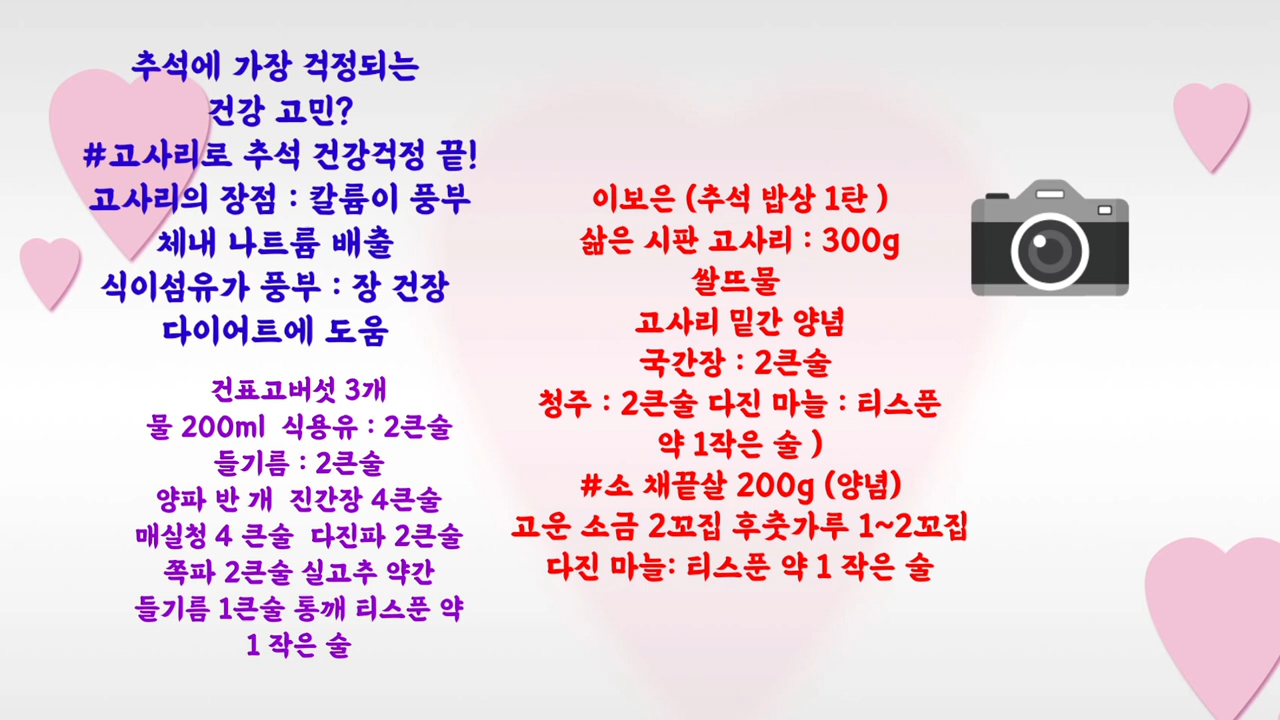 추석에 가장 걱정되는
건강 고민?
#고사리로 추석 건강걱정 끝!
고사리의 장점 : 칼륨이 풍부
체내 나트륨 배출
식이섬유가 풍부 : 장 건장
다이어트에 도움
건표고버섯 3개
물 200ml 식용유 : 2큰술
들기름 : 2큰술
양파 반 개 진간장 4큰술
매실청 4 큰술 다진파 2큰술
쪽파 2큰술 실고추 약간
들기름 1큰술 통깨 티스푼 약
1 작은 술
이보은 (추석 밥상 1탄 )
삶은 시판 고사리 : 300g
쌀뜨물
고사리 밑간 양념
국간장 : 2큰술
청주 : 2큰술 다진 마늘 : 티스푼
약 1작은 술 )
#소 채끝살 200g (양념)
고운 소금 2꼬집 후춧가루 1~2꼬집
다진 마늘: 티스푼 약 1 작은 술